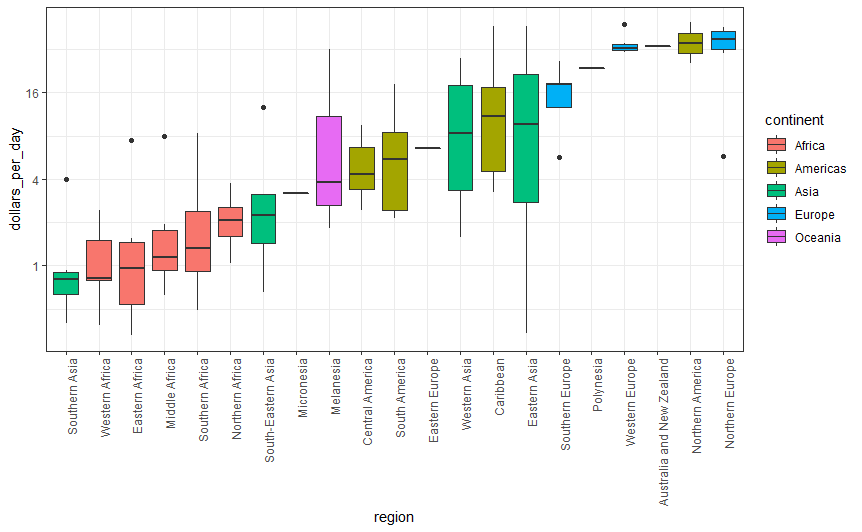 dollars_per_day
16
4
1
Southern Asia
Western Africa
Eastern Africa
Middle Africa
Southern Africa
Northern Africa
South-Eastern Asia
Micronesia
Melanesia
Central America
South America
Eastern Europe
Western Asia
Caribbean
Eastern Asia
Southern Europe
Polynesia
Western Europe
Australia and New Zealand
Northern America
Northern Europe
region
continent
Africa
Americas
Asia
Europe
Oceania